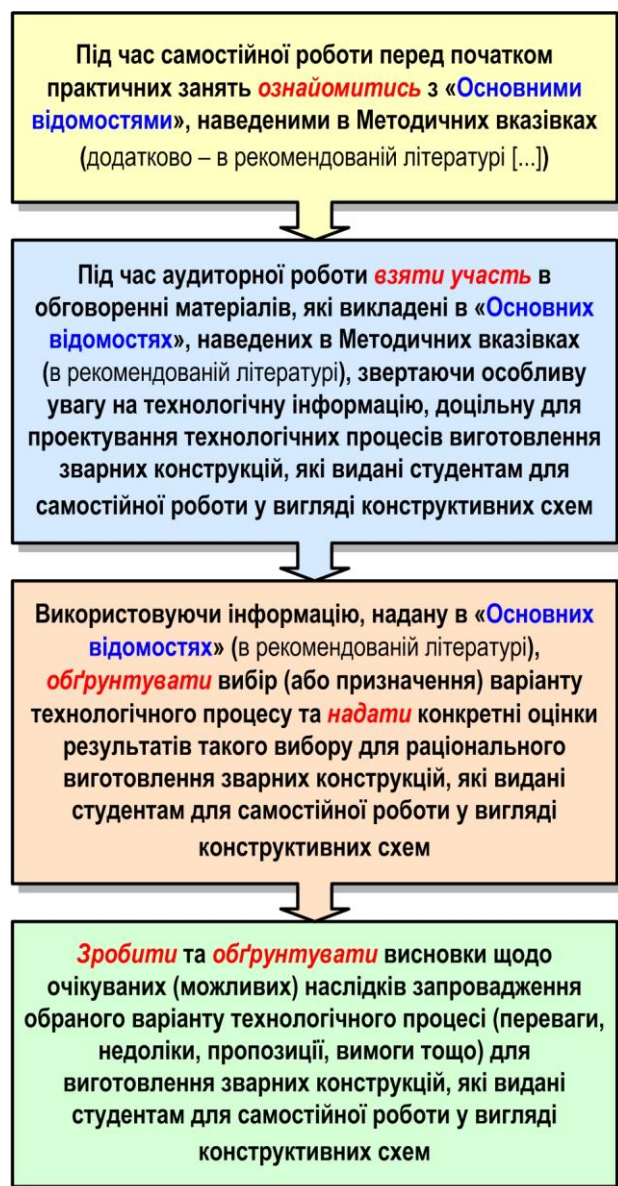 Під час самостійної роботи перед початком
практичних занять ознайомитись з «Основними
відомостями», наведеними в Методичних вказівках
(додатково – в рекомендованій літературі [...])
Під час аудиторної роботи взяти участь в
обговоренні матеріалів, які викладені в «Основних
відомостях», наведених в Методичних вказівках
(в рекомендованій літературі), звертаючи особливу
увагу на технологічну інформацію, доцільну для
проектування технологічних процесів виготовлення
зварних конструкцій, які видані студентам для
самостійної роботи у вигляді конструктивних схем
Використовуючи інформацію, надану в «Основних
відомостях» (в рекомендованій літературі),
обґрунтувати вибір (або призначення) варіанту
технологічного процесу та надати конкретні оцінки
результатів такого вибору для раціонального
виготовлення зварних конструкцій, які видані
студентам для самостійної роботи у вигляді
конструктивних схем
Зробити та обґрунтувати висновки щодо
очікуваних (можливих) наслідків запровадження
обраного варіанту технологічного процесі (переваги,
недоліки, пропозиції, вимоги тощо) для
виготовлення зварних конструкцій, які видані
студентам для самостійної роботи у вигляді
конструктивних схем